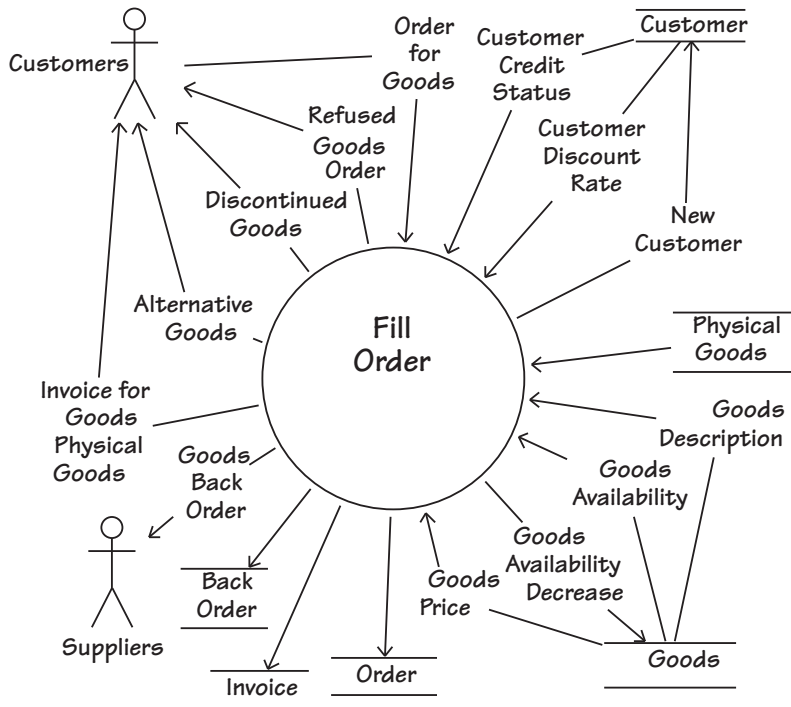 Order
for
Goods
Customer
Customer
Credit
Status
Customers
Refused
Goods
Order
Customer
Discount
Rate
Discontinued
Goods
New
Customer
Alternative
Goods
Fill
Order
Physical
Goods
Invoice for
Goods
Physical
Goods
Goods
Description
Goods
Back
Order
Goods
Availability
Goods
Availability
Decrease
Goods
Price
Back
Order
Suppliers
Invoice
Order
Goods